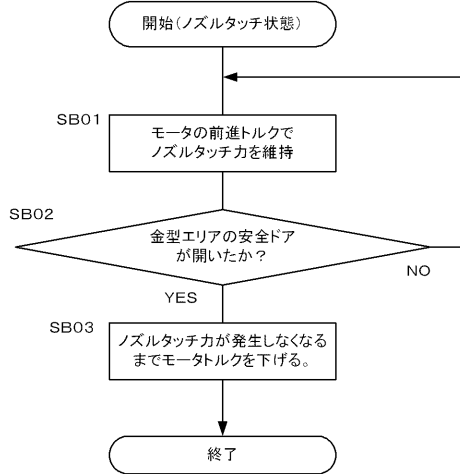 開始(ノズルタッチ状態)
SB01
モータの前進トルクで
ノズルタッチ力を維持
SB02
金型エリアの安全ドア
が開いたか？
NO
YES
SB03
ノズルタッチ力が発生しなくなる
までモータトルクを下げる。
終了